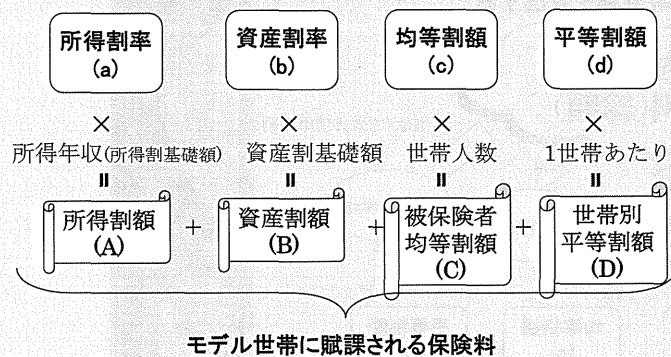 所得割率 資産割率 均等割額 平等割額
(a) (b) (c) (d)
× × × ×
所得年収(所得割基礎額) 資産割基礎額 世帯人数 1世帯あたり
= = = =
所得割額 + 資産割額 + 被保険者 + 世帯別
(A) (B) 均等割額 平等割額
(C) (D)
モデル世帯に賦課される保険料